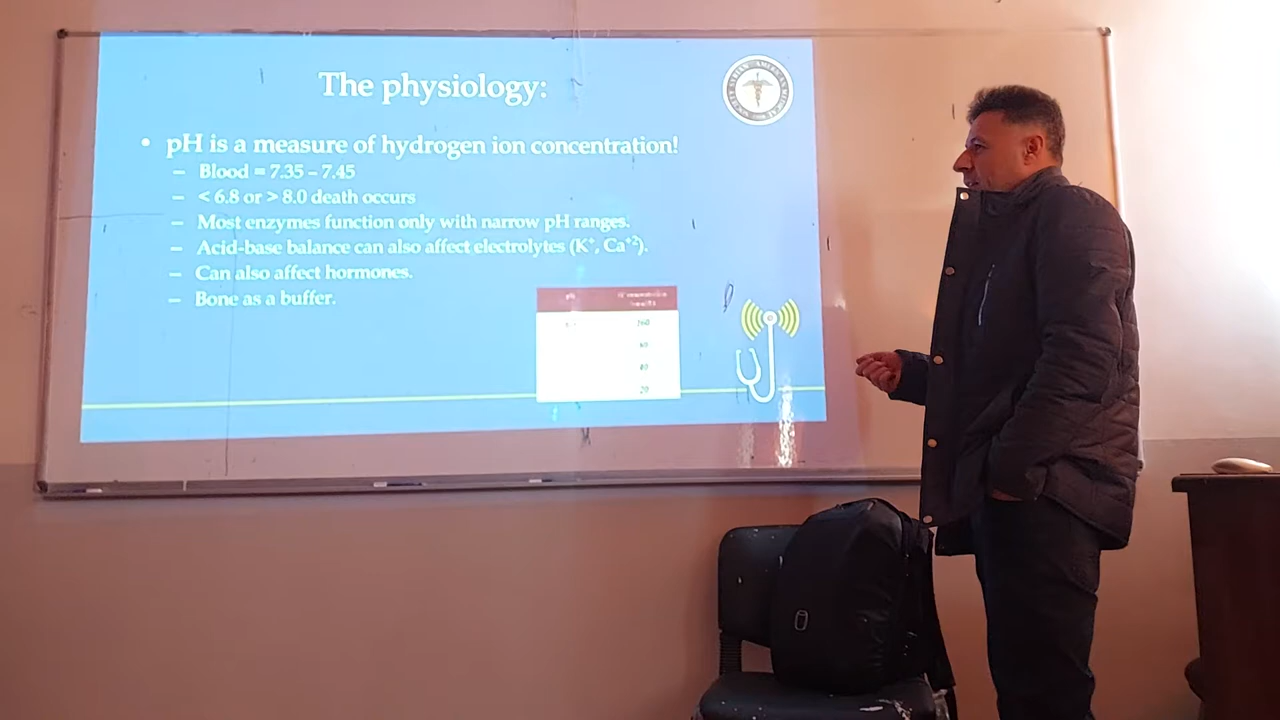 The physiology:
• pH is a measure of hydrogen ion concentration!
– Blood = 7.35 – 7.45
– < 6.8 or > 8.0 death occurs
– Most enzymes function only with narrow pH ranges.
– Acid-base balance can also affect electrolytes (K⁺, Ca⁺²).
– Can also affect hormones.
– Bone as a buffer.
pH
160
40
20